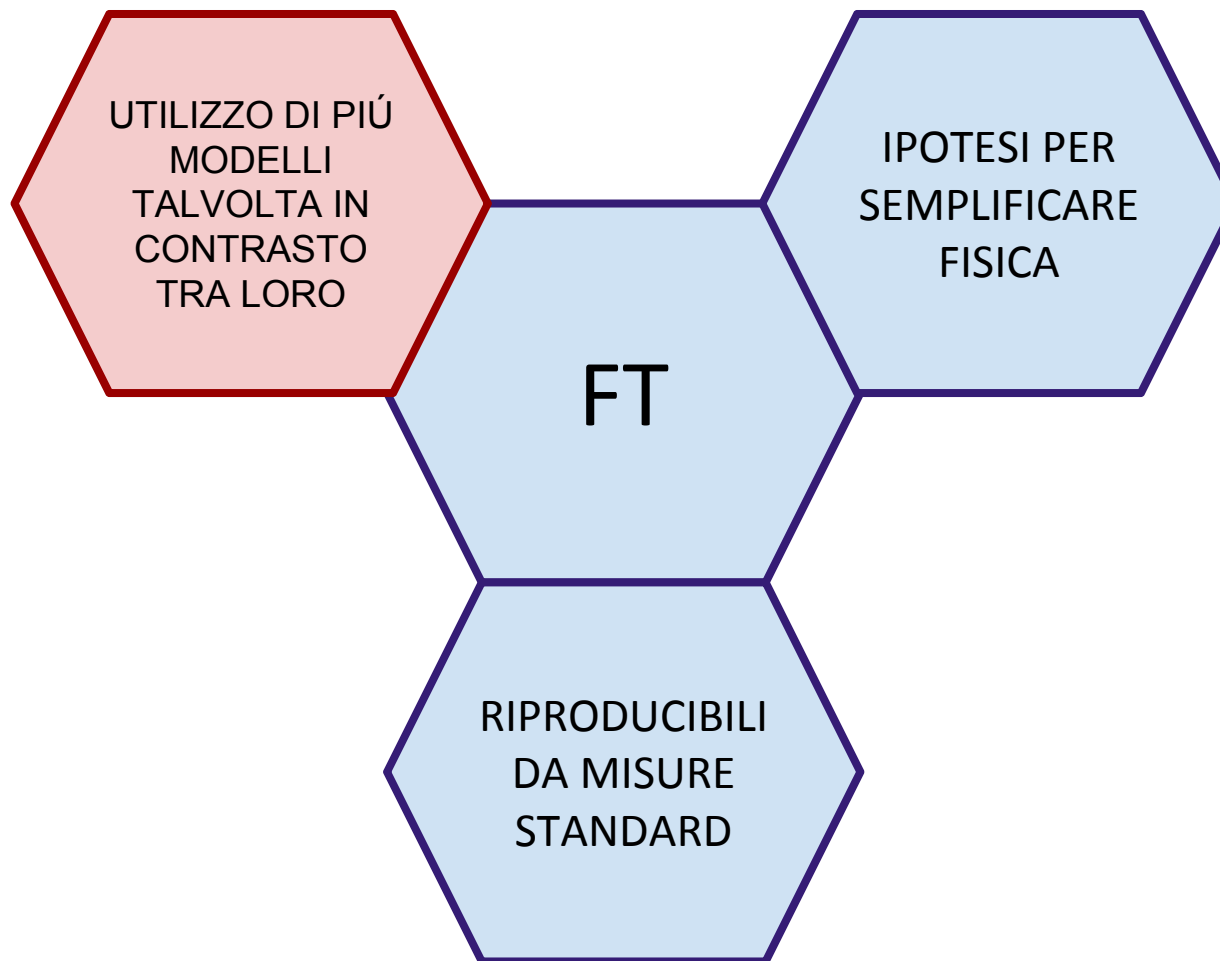 UTILIZZO DI PIÚ
MODELLI
TALVOLTA IN
CONTRASTO
TRA LORO
IPOTESI PER
SEMPLIFICARE
FISICA
FT
RIPRODUCIBILI
DA MISURE
STANDARD